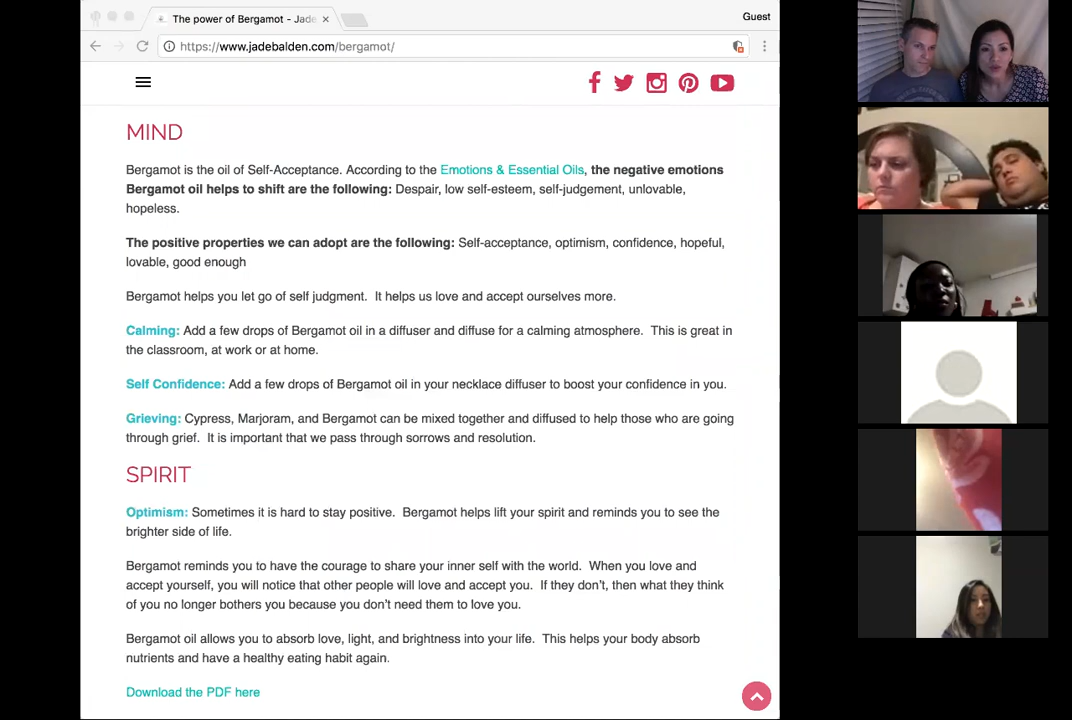 The power of Bergamot - Jade
Guest
https://www.jadebalden.com/bergamot/
MIND
Bergamot is the oil of Self-Acceptance. According to the Emotions & Essential Oils, the negative emotions
Bergamot oil helps to shift are the following: Despair, low self-esteem, self-judgement, unlovable,
hopeless.
The positive properties we can adopt are the following: Self-acceptance, optimism, confidence, hopeful,
lovable, good enough
Bergamot helps you let go of self judgment. It helps us love and accept ourselves more.
Calming: Add a few drops of Bergamot oil in a diffuser and diffuse for a calming atmosphere. This is great in
the classroom, at work or at home.
Self Confidence: Add a few drops of Bergamot oil in your necklace diffuser to boost your confidence in you.
Grieving: Cypress, Marjoram, and Bergamot can be mixed together and diffused to help those who are going
through grief. It is important that we pass through sorrows and resolution.
SPIRIT
Optimism: Sometimes it is hard to stay positive. Bergamot helps lift your spirit and reminds you to see the
brighter side of life.
Bergamot reminds you to have the courage to share your inner self with the world. When you love and
accept yourself, you will notice that other people will love and accept you. If they don't, then what they think
of you no longer bothers you because you don't need them to love you.
Bergamot oil allows you to absorb love, light, and brightness into your life. This helps your body absorb
nutrients and have a healthy eating habit again.
Download the PDF here